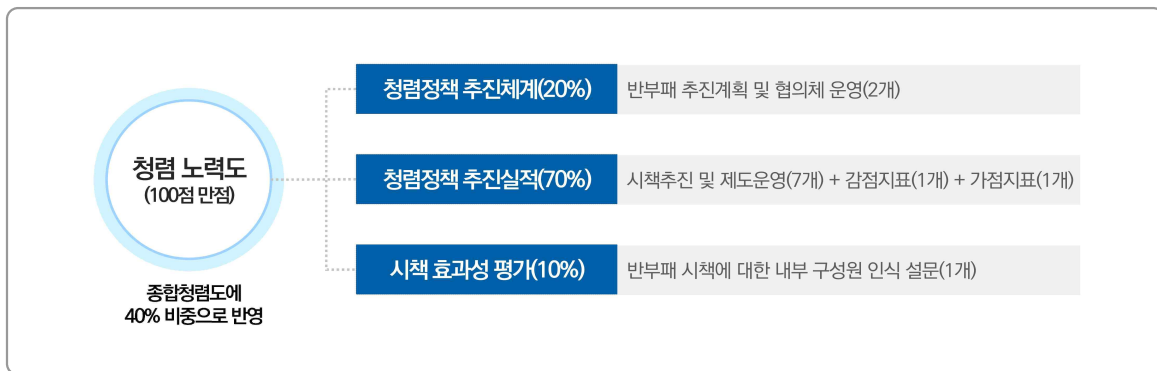 청렴 노력도
(100점 만점)
종합청렴도에
40% 비중으로 반영
청렴정책 추진체계(20%)
반부패 추진계획 및 협의체 운영(2개)
청렴정책 추진실적(70%)
시책추진 및 제도운영(7개) + 감점지표(1개) + 가점지표(1개)
시책 효과성 평가(10%)
반부패 시책에 대한 내부 구성원 인식 설문(1개)